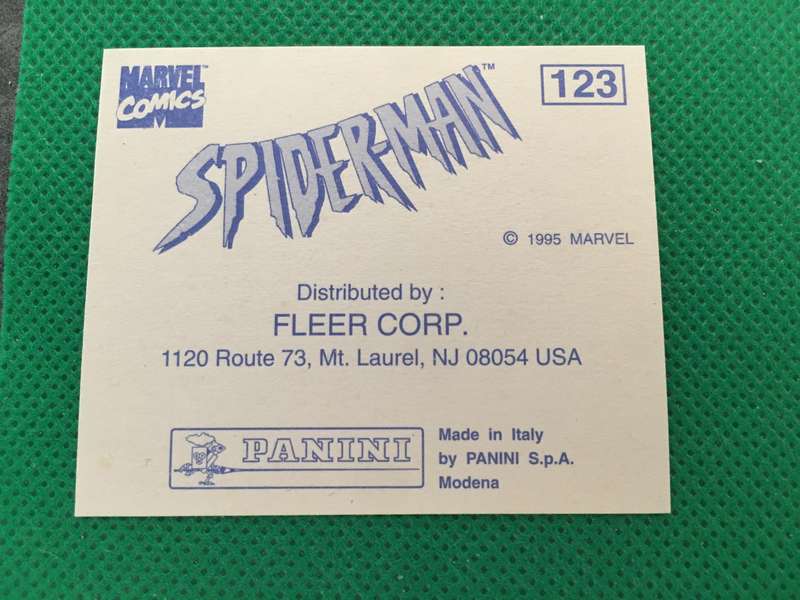 MARVEL™
COMICS
M
SPIDER-MAN™
123
© 1995 MARVEL
Distributed by :
FLEER CORP.
1120 Route 73, Mt. Laurel, NJ 08054 USA
PANINI
Made in Italy
by PANINI S.p.A.
Modena